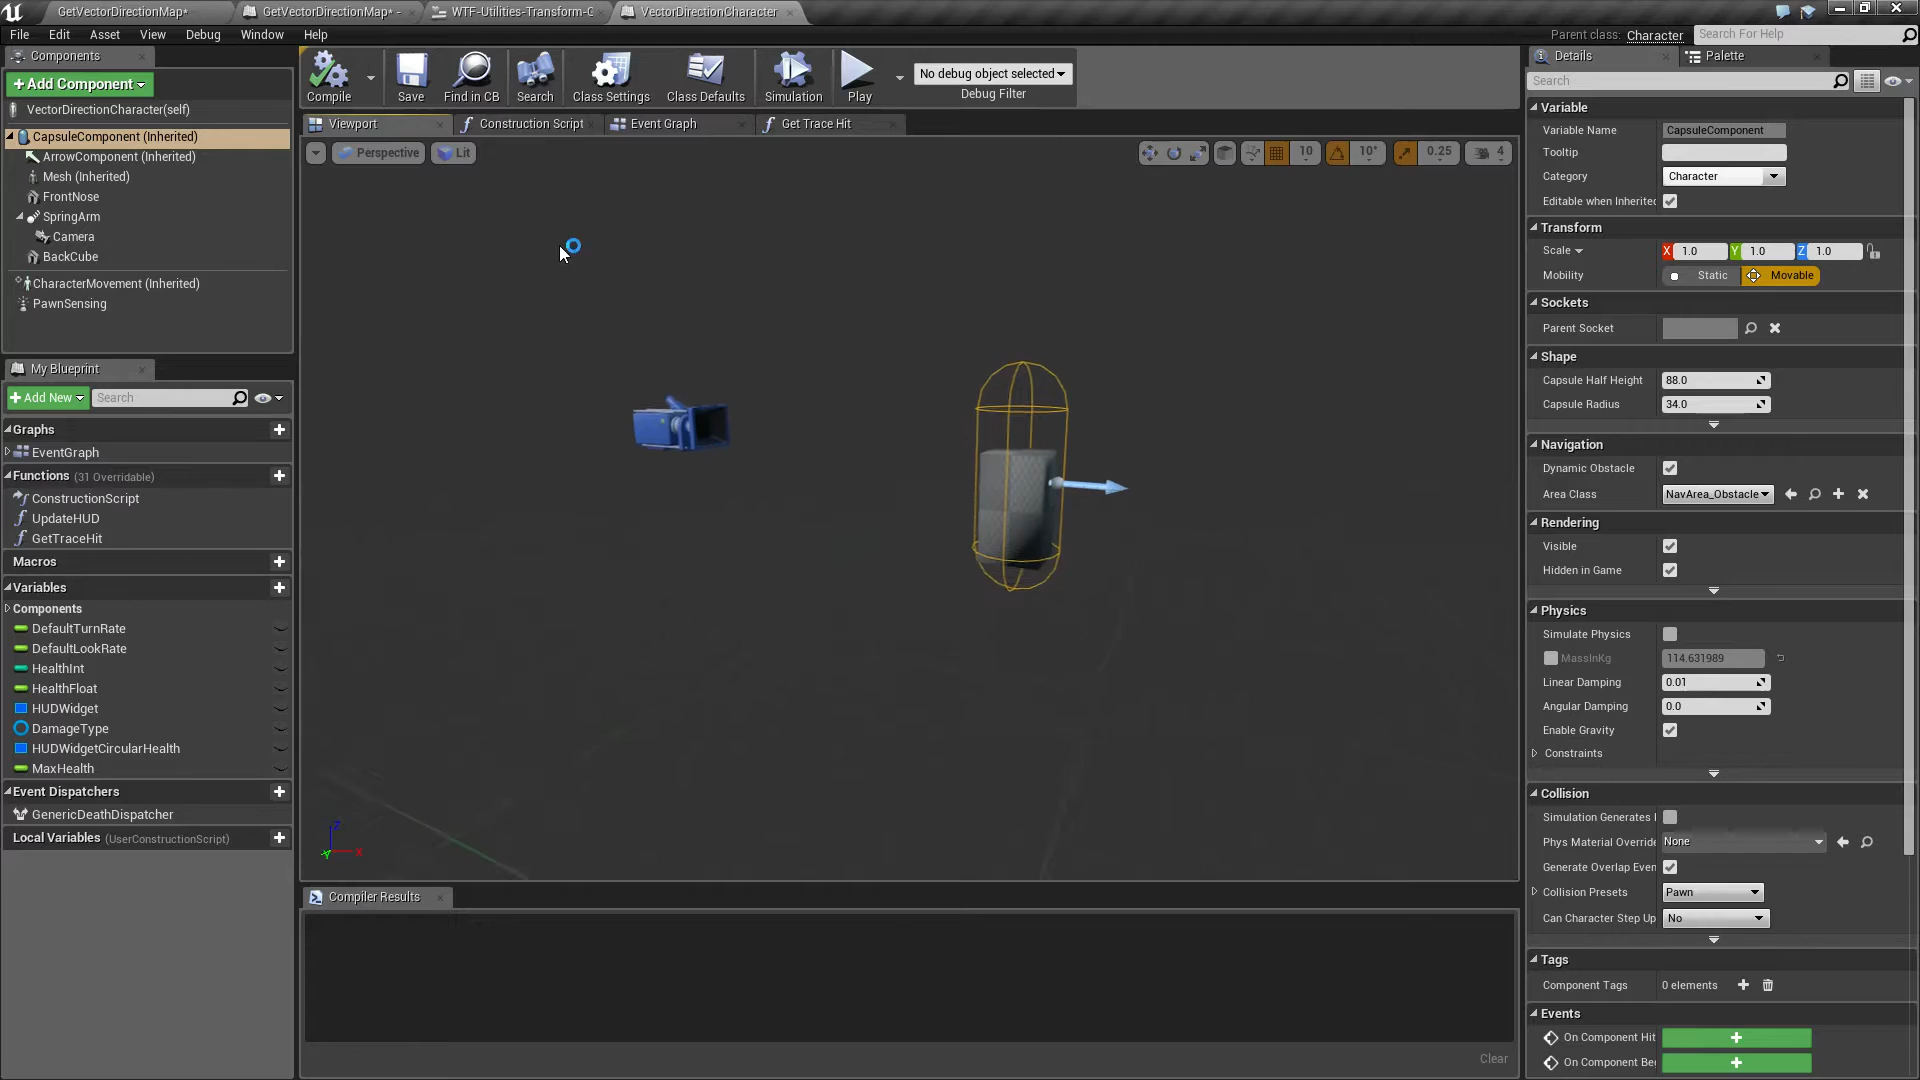 GetVectorDirectionMap*
GetVectorDirectionMap* -
WTF-Utilities-Transform-
VectorDirectionCharacter
File Edit Asset View Debug Window Help
Parent class: Character
Search For Help
Components
+Add Component
VectorDirectionCharacter(self)
CapsuleComponent (Inherited)
ArrowComponent (Inherited)
Mesh (Inherited)
FrontNose
SpringArm
Camera
BackCube
CharacterMovement (Inherited)
PawnSensing
My Blueprint
+Add New
Search
Graphs
EventGraph
Functions (31 Overridable)
ConstructionScript
UpdateHUD
GetTraceHit
Macros
Variables
Components
DefaultTurnRate
DefaultLookRate
HealthInt
HealthFloat
HUDWidget
DamageType
HUDWidgetCircularHealth
MaxHealth
Event Dispatchers
GenericDeathDispatcher
Local Variables (UserConstructionScript)
Compile
Save
Find in CB
Search
Class Settings
Class Defaults
Simulation
Play
No debug object selected
Debug Filter
Viewport
Construction Script
Event Graph
Get Trace Hit
Perspective
Lit
10
10°
0.25
4
Z
Y
X
Compiler Results
Clear
Details
Palette
Search
Variable
Variable Name CapsuleComponent
Tooltip
Category Character
Editable when Inherited
Transform
Scale X 1.0 Y 1.0 Z 1.0
Mobility Static Movable
Sockets
Parent Socket
Shape
Capsule Half Height 88.0
Capsule Radius 34.0
Navigation
Dynamic Obstacle
Area Class NavArea_Obstacle
Rendering
Visible
Hidden in Game
Physics
Simulate Physics
MassInKg 114.631989
Linear Damping 0.01
Angular Damping 0.0
Enable Gravity
Constraints
Collision
Simulation Generates
Phys Material Override None
Generate Overlap Even
Collision Presets Pawn
Can Character Step Up No
Tags
Component Tags 0 elements
Events
On Component Hit +
On Component Be +